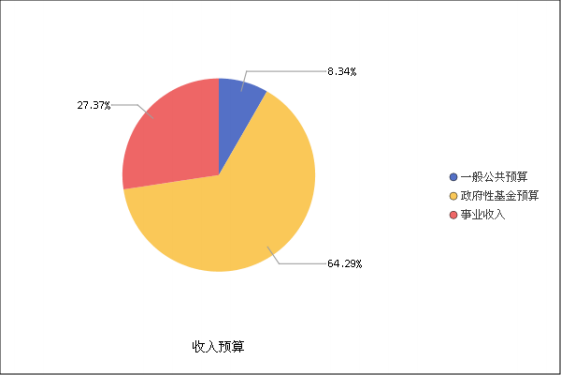 8.34%
27.37%
一般公共预算
政府性基金预算
事业收入
64.29%
收入预算